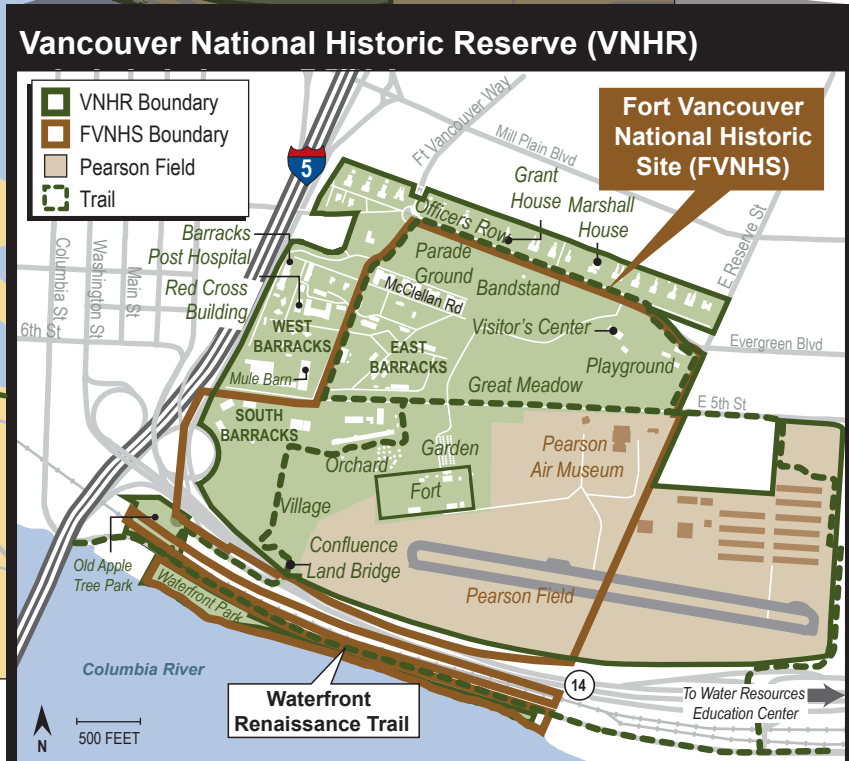 Vancouver National Historic Reserve (VNHR)
VNHR Boundary
FVNHS Boundary
Pearson Field
Trail
5
Ft Vancouver Way
Mill Plain Blvd
Fort Vancouver
National Historic
Site (FVNHS)
Grant
House
Marshall
House
Officers Row
E Reserve St
Barracks
Post Hospital
Red Cross
Building
Parade
Ground
Bandstand
McClellan Rd
Columbia St
Washington St
Main St
6th St
WEST
BARRACKS
EAST
BARRACKS
Visitor's Center
Evergreen Blvd
Playground
Mule Barn
Great Meadow
E 5th St
SOUTH
BARRACKS
Orchard
Garden
Pearson
Air Museum
Fort
Village
Confluence
Land Bridge
Old Apple
Tree Park
Waterfront Park
Pearson Field
Columbia River
Waterfront
Renaissance Trail
14
To Water Resources
Education Center
N
500 FEET